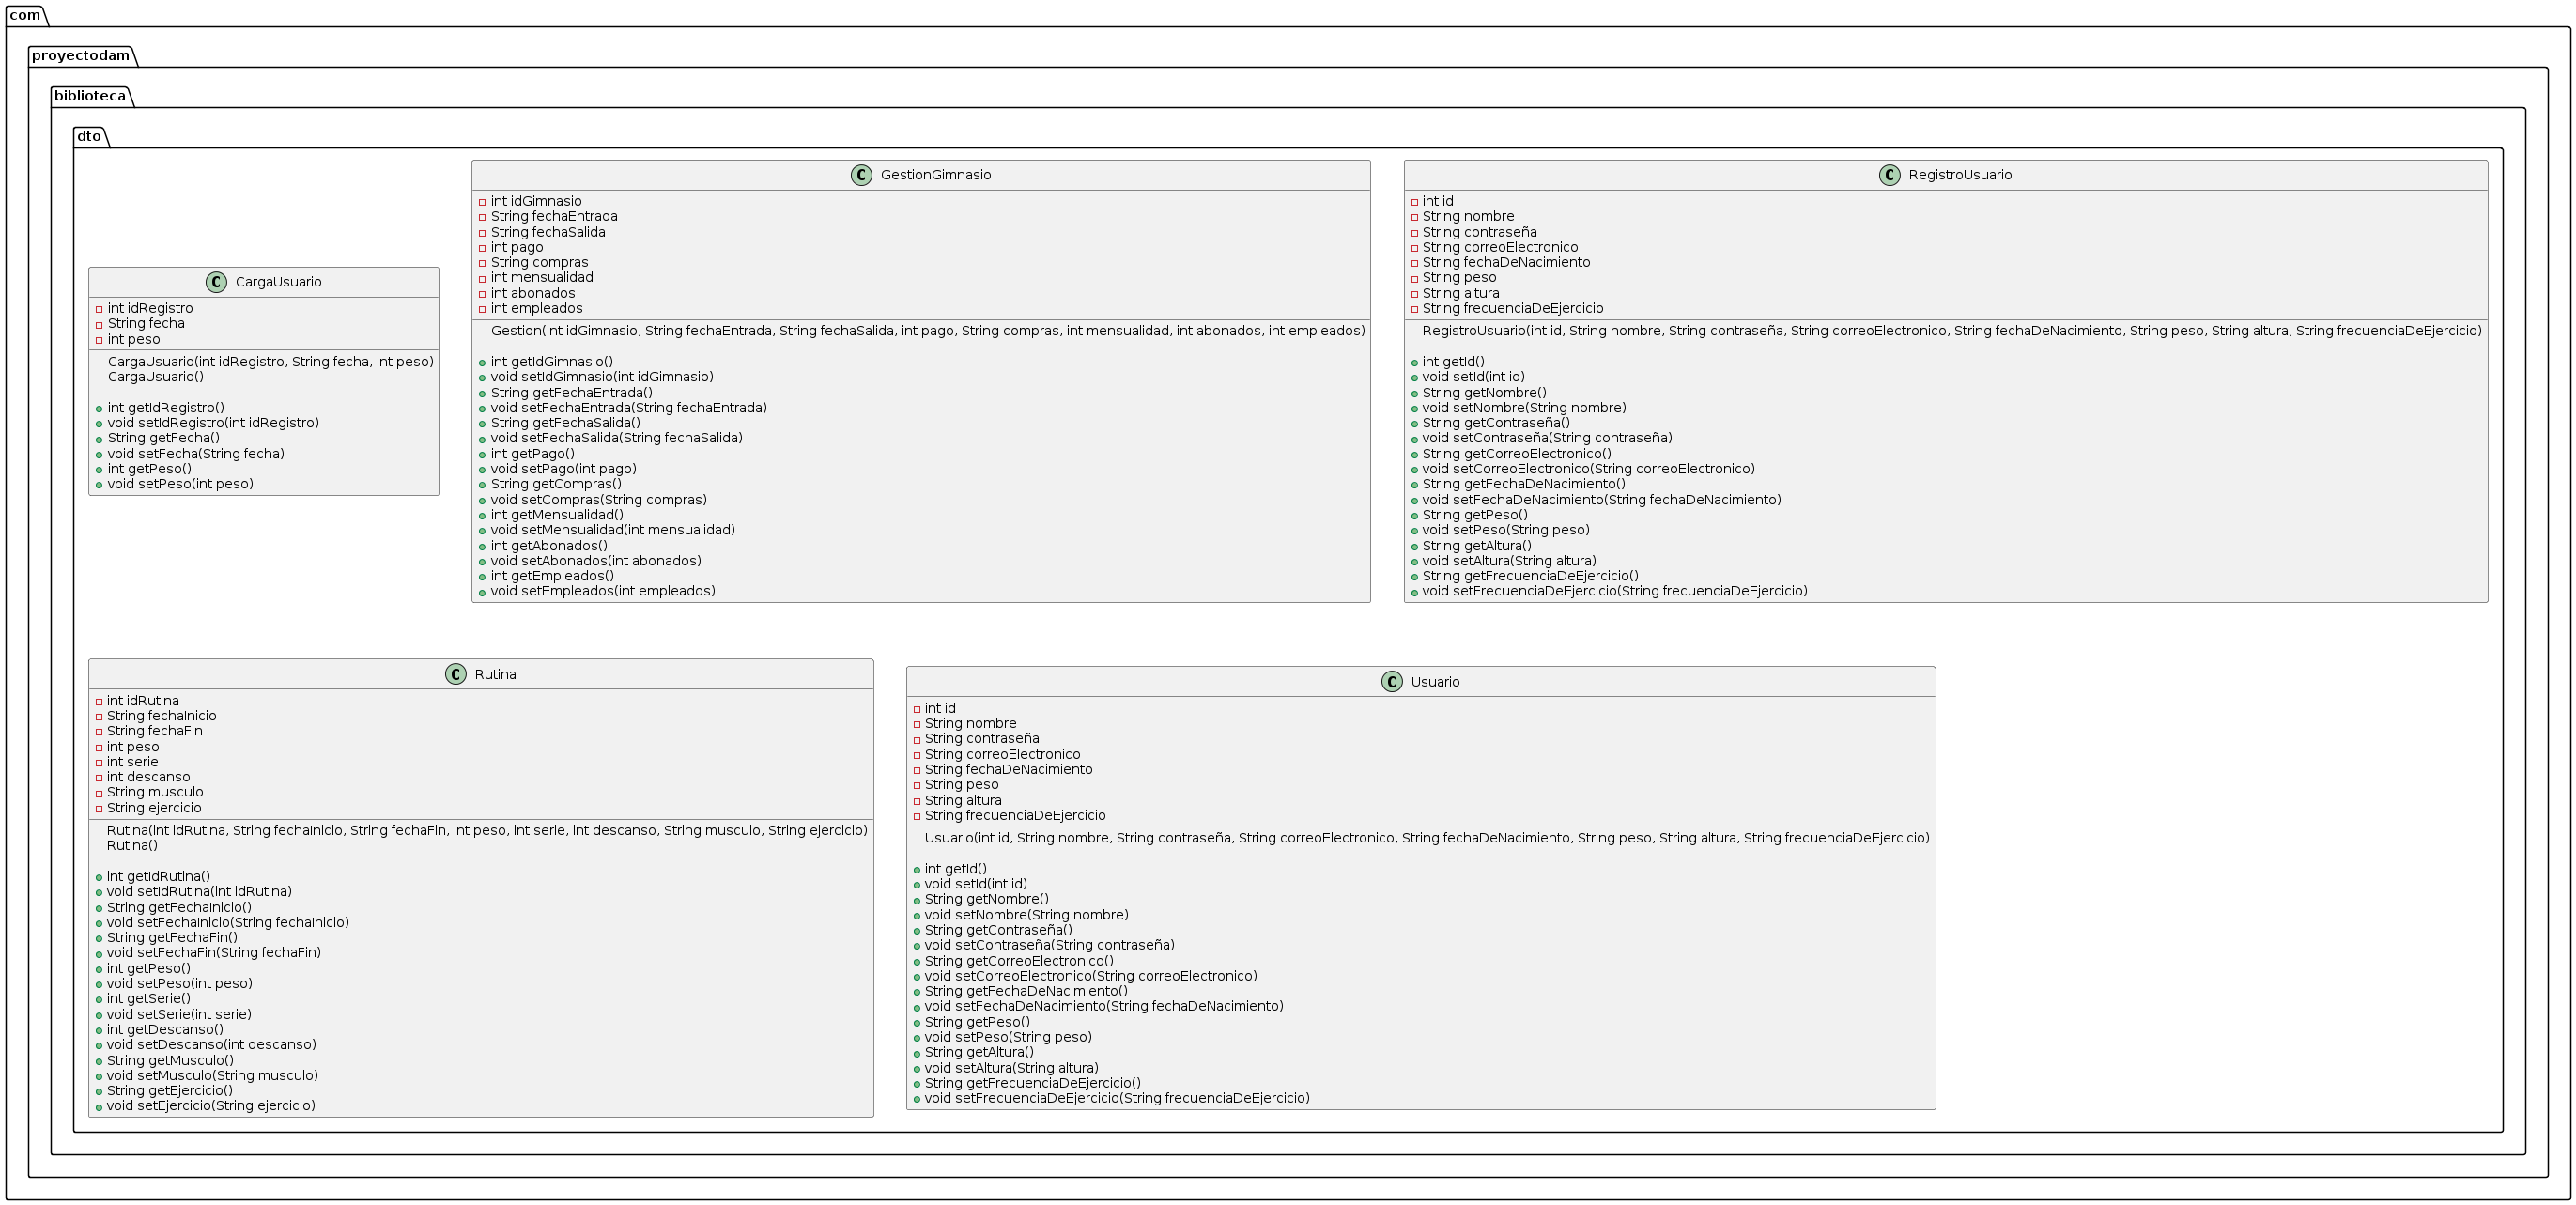 com
proyectodam
biblioteca
dto
CargaUsuario
int idRegistro
String fecha
int peso
CargaUsuario(int idRegistro, String fecha, int peso)
CargaUsuario()
int getIdRegistro()
void setIdRegistro(int idRegistro)
String getFecha()
void setFecha(String fecha)
int getPeso()
void setPeso(int peso)
GestionGimnasio
int idGimnasio
String fechaEntrada
String fechaSalida
int pago
String compras
int mensualidad
int abonados
int empleados
Gestion(int idGimnasio, String fechaEntrada, String fechaSalida, int pago, String compras, int mensualidad, int abonados, int empleados)
int getIdGimnasio()
void setIdGimnasio(int idGimnasio)
String getFechaEntrada()
void setFechaEntrada(String fechaEntrada)
String getFechaSalida()
void setFechaSalida(String fechaSalida)
int getPago()
void setPago(int pago)
String getCompras()
void setCompras(String compras)
int getMensualidad()
void setMensualidad(int mensualidad)
int getAbonados()
void setAbonados(int abonados)
int getEmpleados()
void setEmpleados(int empleados)
RegistroUsuario
int id
String nombre
String contraseña
String correoElectronico
String fechaDeNacimiento
String peso
String altura
String frecuenciaDeEjercicio
RegistroUsuario(int id, String nombre, String contraseña, String correoElectronico, String fechaDeNacimiento, String peso, String altura, String frecuenciaDeEjercicio)
int getId()
void setId(int id)
String getNombre()
void setNombre(String nombre)
String getContraseña()
void setContraseña(String contraseña)
String getCorreoElectronico()
void setCorreoElectronico(String correoElectronico)
String getFechaDeNacimiento()
void setFechaDeNacimiento(String fechaDeNacimiento)
String getPeso()
void setPeso(String peso)
String getAltura()
void setAltura(String altura)
String getFrecuenciaDeEjercicio()
void setFrecuenciaDeEjercicio(String frecuenciaDeEjercicio)
Rutina
int idRutina
String fechaInicio
String fechaFin
int peso
int serie
int descanso
String musculo
String ejercicio
Rutina(int idRutina, String fechaInicio, String fechaFin, int peso, int serie, int descanso, String musculo, String ejercicio)
Rutina()
int getIdRutina()
void setIdRutina(int idRutina)
String getFechaInicio()
void setFechaInicio(String fechaInicio)
String getFechaFin()
void setFechaFin(String fechaFin)
int getPeso()
void setPeso(int peso)
int getSerie()
void setSerie(int serie)
int getDescanso()
void setDescanso(int descanso)
String getMusculo()
void setMusculo(String musculo)
String getEjercicio()
void setEjercicio(String ejercicio)
Usuario
int id
String nombre
String contraseña
String correoElectronico
String fechaDeNacimiento
String peso
String altura
String frecuenciaDeEjercicio
Usuario(int id, String nombre, String contraseña, String correoElectronico, String fechaDeNacimiento, String peso, String altura, String frecuenciaDeEjercicio)
int getId()
void setId(int id)
String getNombre()
void setNombre(String nombre)
String getContraseña()
void setContraseña(String contraseña)
String getCorreoElectronico()
void setCorreoElectronico(String correoElectronico)
String getFechaDeNacimiento()
void setFechaDeNacimiento(String fechaDeNacimiento)
String getPeso()
void setPeso(String peso)
String getAltura()
void setAltura(String altura)
String getFrecuenciaDeEjercicio()
void setFrecuenciaDeEjercicio(String frecuenciaDeEjercicio)